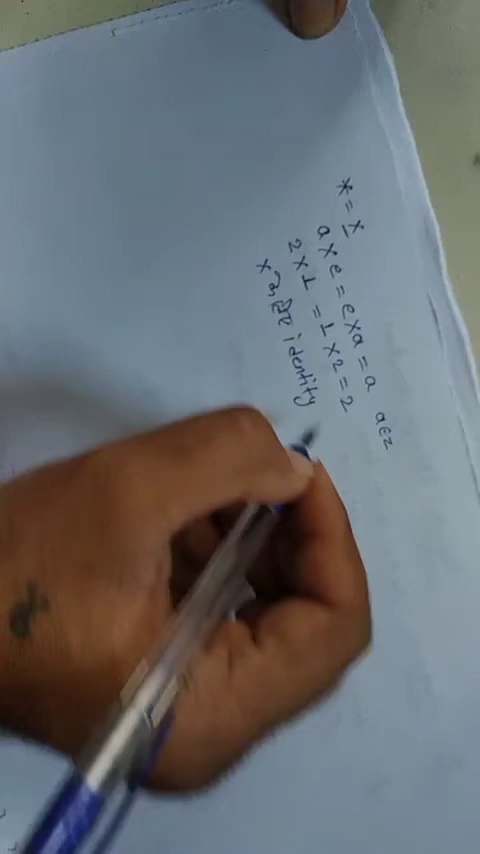 * = x
a x e = e x a = a a ∈ z
2 x 1 = 1 x 2 = 2
identity